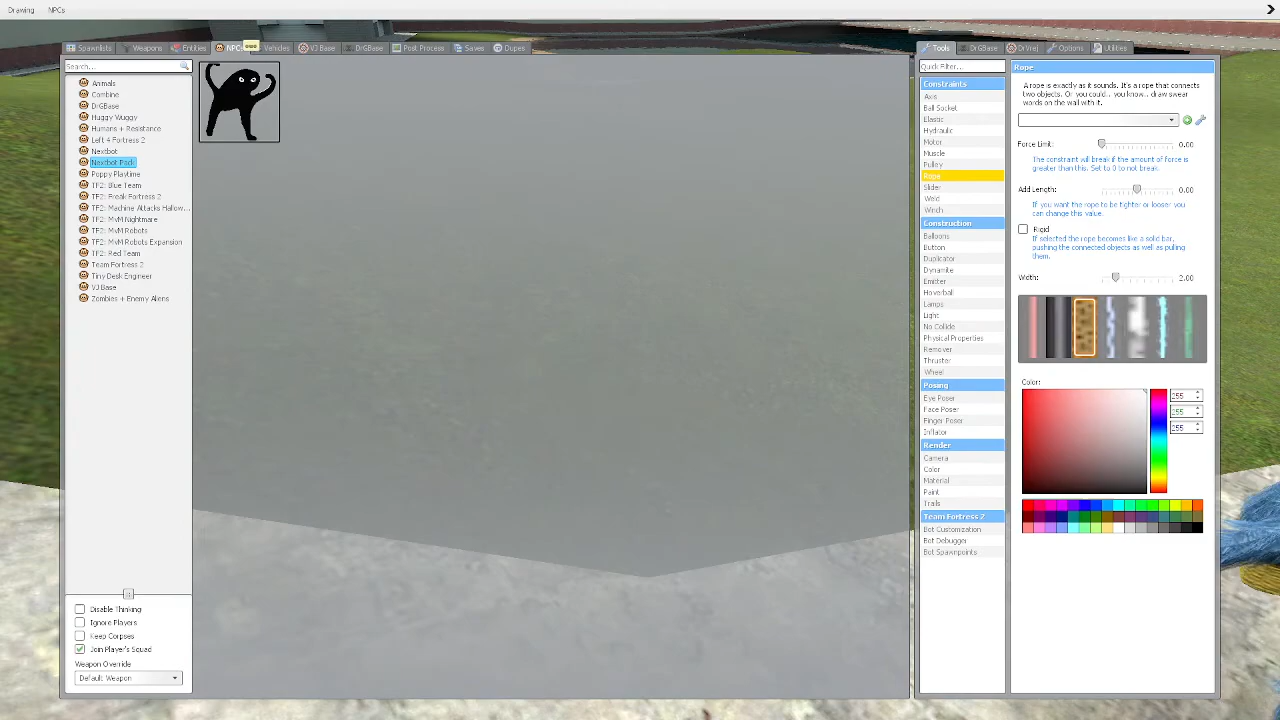 Drawing NPCs
Spawnlists Weapons Entities Vehicles VJ Base DrGBase Post Process Saves Dupes
Search...
Animals
Combine
DrGBase
Huggy Wuggy
Humans + Resistance
Left 4 Fortress 2
Nextbot
Nextbot Pack
Poppy Playtime
TF2: Blue Team
TF2: Freak Fortress 2
TF2: Machine Attacks Hallow...
TF2: MvM Nightmare
TF2: MvM Robots
TF2: MvM Robots Expansion
TF2: Red Team
Team Fortress 2
Tiny Desk Engineer
VJ Base
Zombies + Enemy Aliens
Disable Thinking
Ignore Players
Keep Corpses
Join Player's Squad
Weapon Override
Default Weapon
Tools DrGBase DrVrej Options Utilities
Quick Filter...
Constraints
Axis
Ball Socket
Elastic
Hydraulic
Motor
Muscle
Pulley
Rope
Slider
Weld
Winch
Construction
Balloons
Button
Duplicator
Dynamite
Emitter
Hoverball
Lamps
Light
No Collide
Physical Properties
Remover
Thruster
Wheel
Posing
Eye Poser
Face Poser
Finger Poser
Inflator
Render
Camera
Color
Material
Paint
Trails
Team Fortress 2
Bot Customization
Bot Debugger
Bot Spawnpoints
Rope
A rope is exactly as it sounds. It's a rope that connects
two objects. Or you could.. you know.. draw swear
words on the wall with it.
Force Limit: 0.00
The constraint will break if the amount of force is
greater than this. Set to 0 to not break.
Add Length: 0.00
If you want the rope to be tighter or looser you
can change this value.
Rigid
If selected the rope becomes like a solid bar,
pushing the connected objects as well as pulling
them.
Width: 2.00
Color:
255
255
255